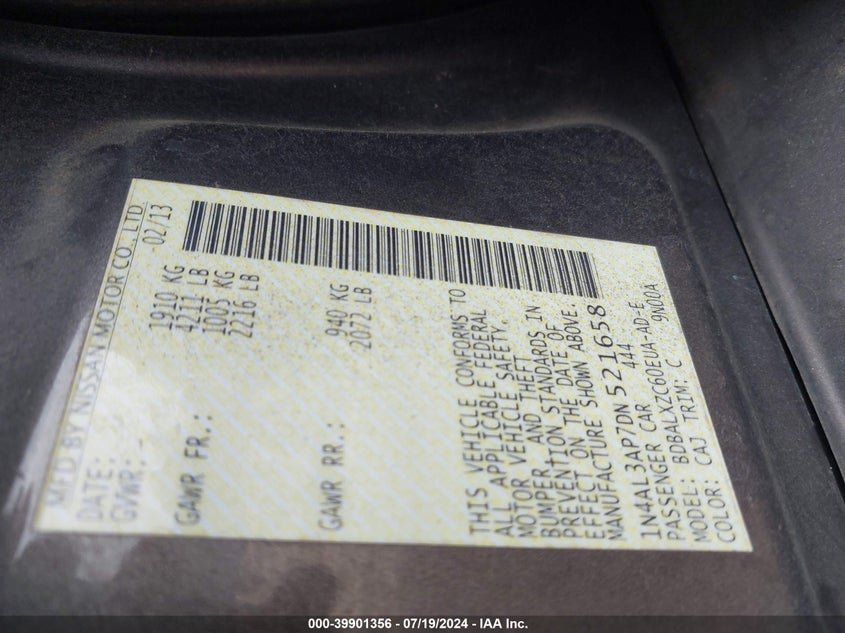 MFD BY NISSAN MOTOR CO., LTD.
DATE: 02/13
GVWR: 1910 KG
4211 LB
GAWR FR.: 1005 KG
2216 LB
GAWR RR.: 940 KG
2072 LB
THIS VEHICLE CONFORMS TO
ALL APPLICABLE FEDERAL
MOTOR VEHICLE SAFETY,
BUMPER, AND THEFT
PREVENTION STANDARDS IN
EFFECT ON THE DATE OF
MANUFACTURE SHOWN ABOVE.
1N4AL3AP7DN 521658
PASSENGER CAR 444
MODEL: BDBALXZC60EUA-AD-E
COLOR: CAJ TRIM: C 9N00A
000-39901356 - 07/19/2024 - IAA Inc.